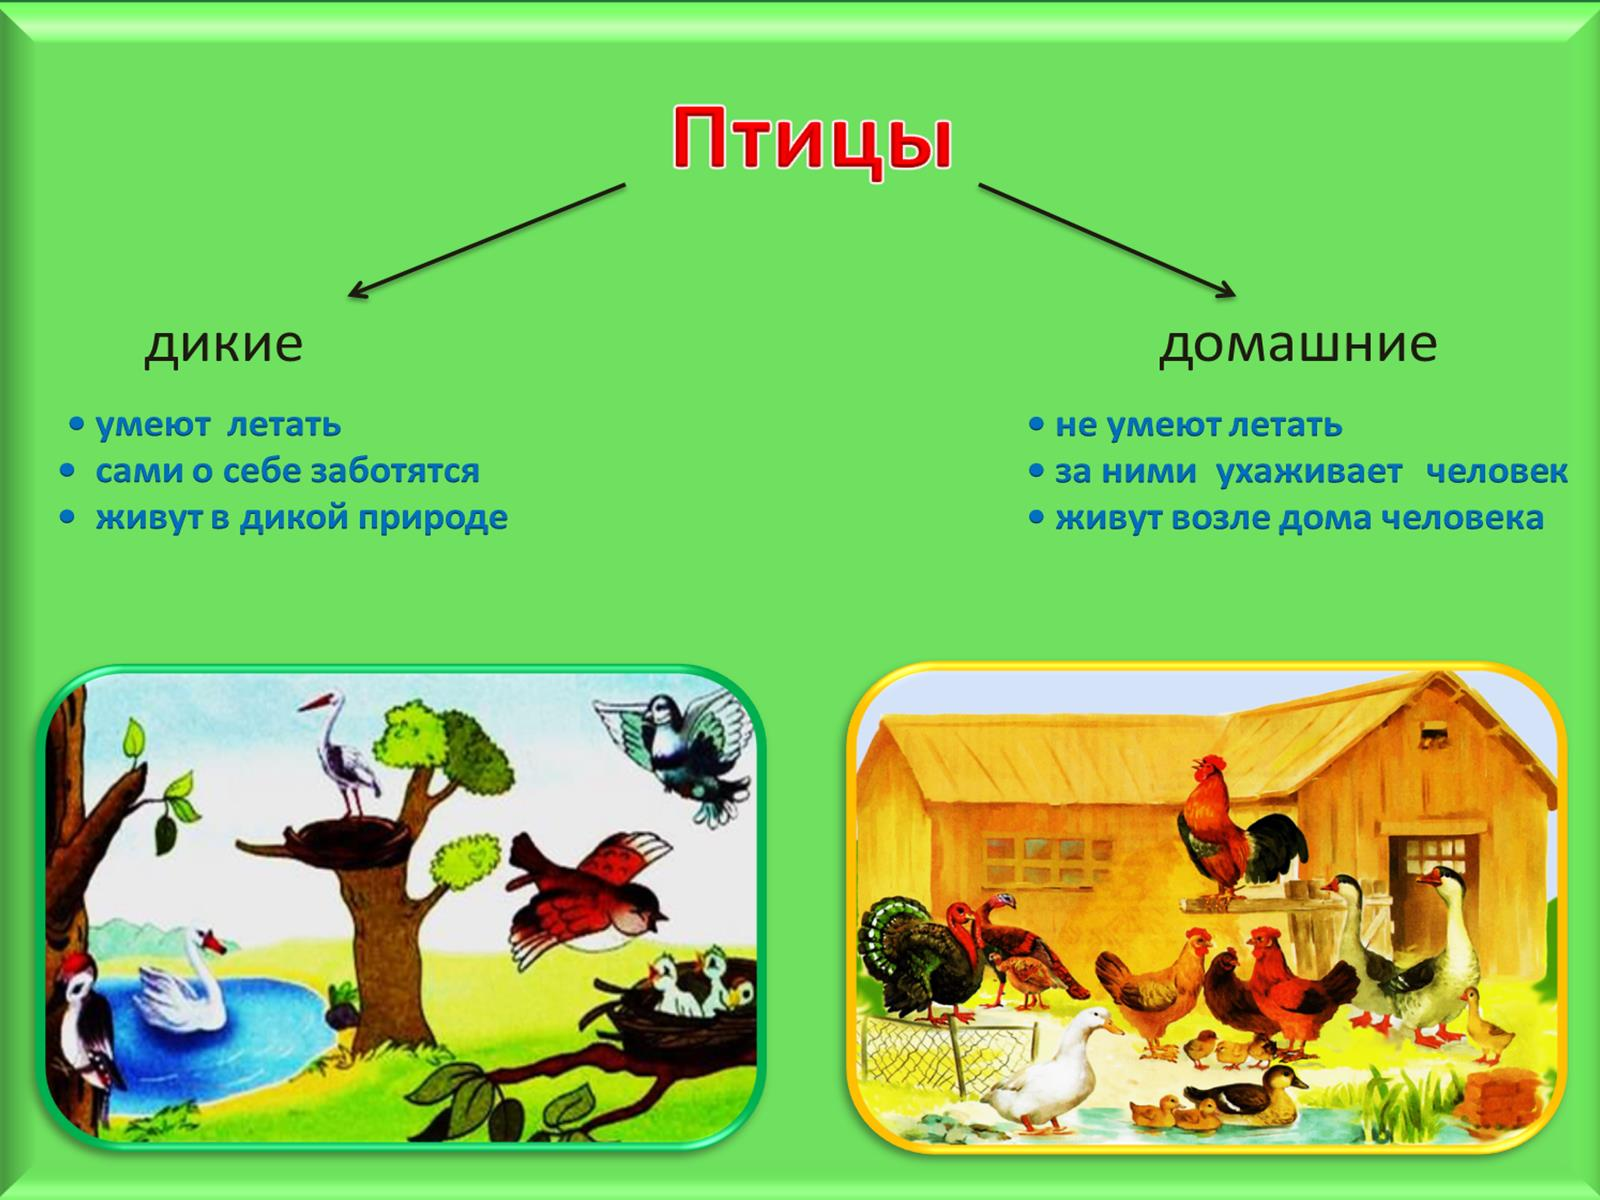 Птицы
дикие
• умеют летать
• сами о себе заботятся
• живут в дикой природе
домашние
• не умеют летать
• за ними ухаживает человек
• живут возле дома человека